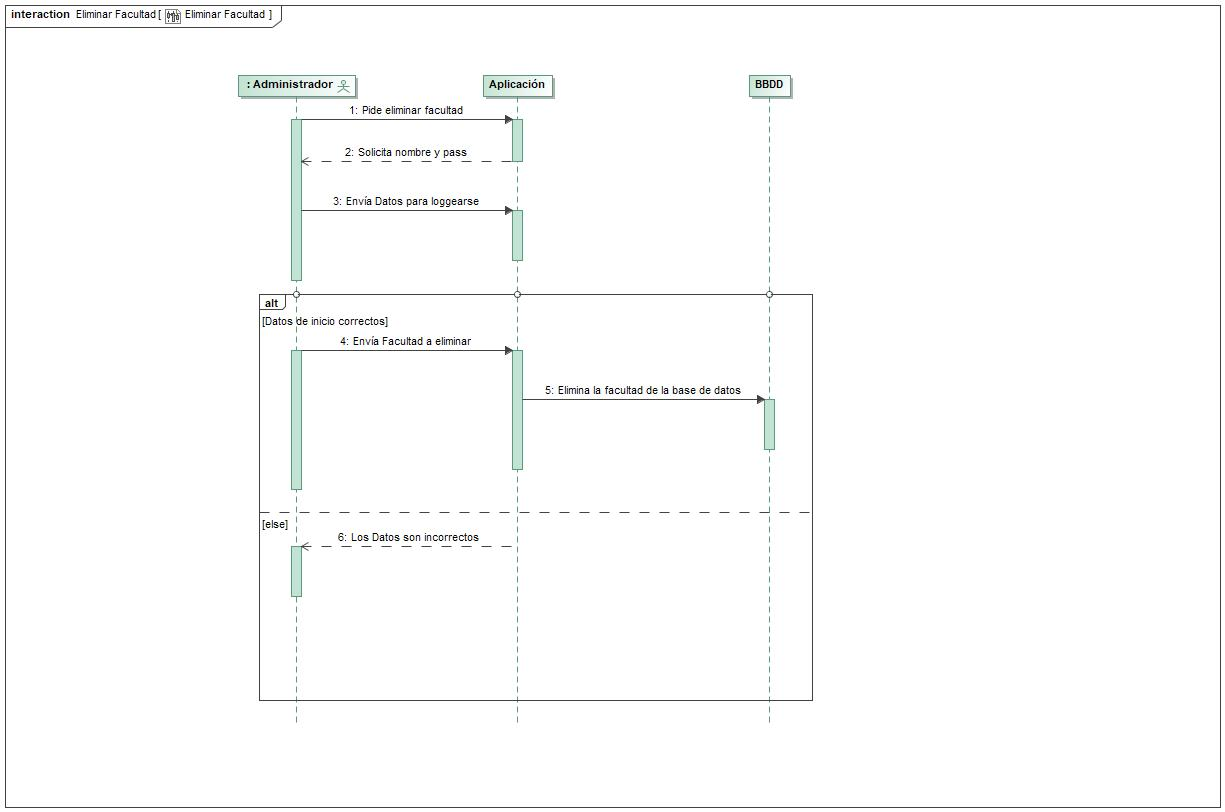 interaction Eliminar Facultad [ Eliminar Facultad ]
: Administrador
Aplicación
BBDD
1: Pide eliminar facultad
2: Solicita nombre y pass
3: Envía Datos para loggearse
alt
[Datos de inicio correctos]
4: Envía Facultad a eliminar
5: Elimina la facultad de la base de datos
[else]
6: Los Datos son incorrectos